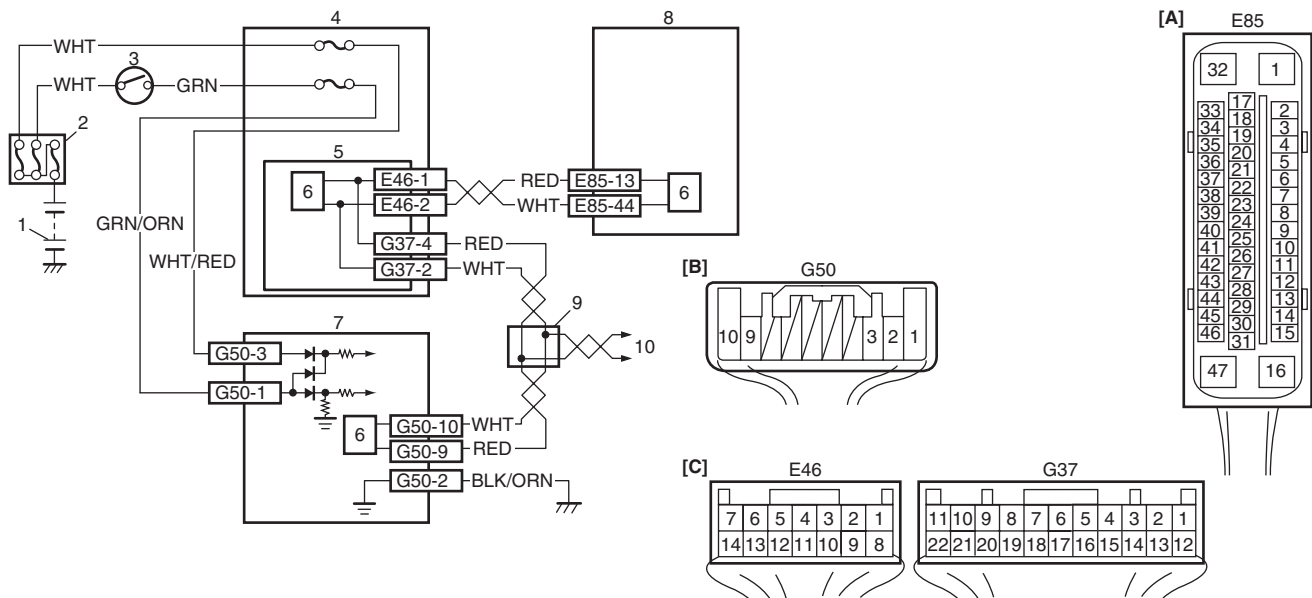 4
8
[A]
E85
WHT
3
WHT
GRN
2
1
GRN/ORN
WHT/RED
5
6
E46-1
RED
E85-13
6
E46-2
WHT
E85-44
G37-4
RED
G37-2
WHT
9
10
7
G50-3
G50-1
6
G50-10
WHT
G50-9
RED
G50-2
BLK/ORN
[B]
G50
10 9 3 2 1
32 1
17
33 2
18
34 3
19
35 4
20
36 5
21
37 6
22
38 7
23
39 8
24
40 9
25
41 10
26
42 11
27
43 12
28
44 13
29
45 14
30
46 15
31
47 16
[C]
E46
7 6 5 4 3 2 1
14 13 12 11 10 9 8
G37
11 10 9 8 7 6 5 4 3 2 1
22 21 20 19 18 17 16 15 14 13 12